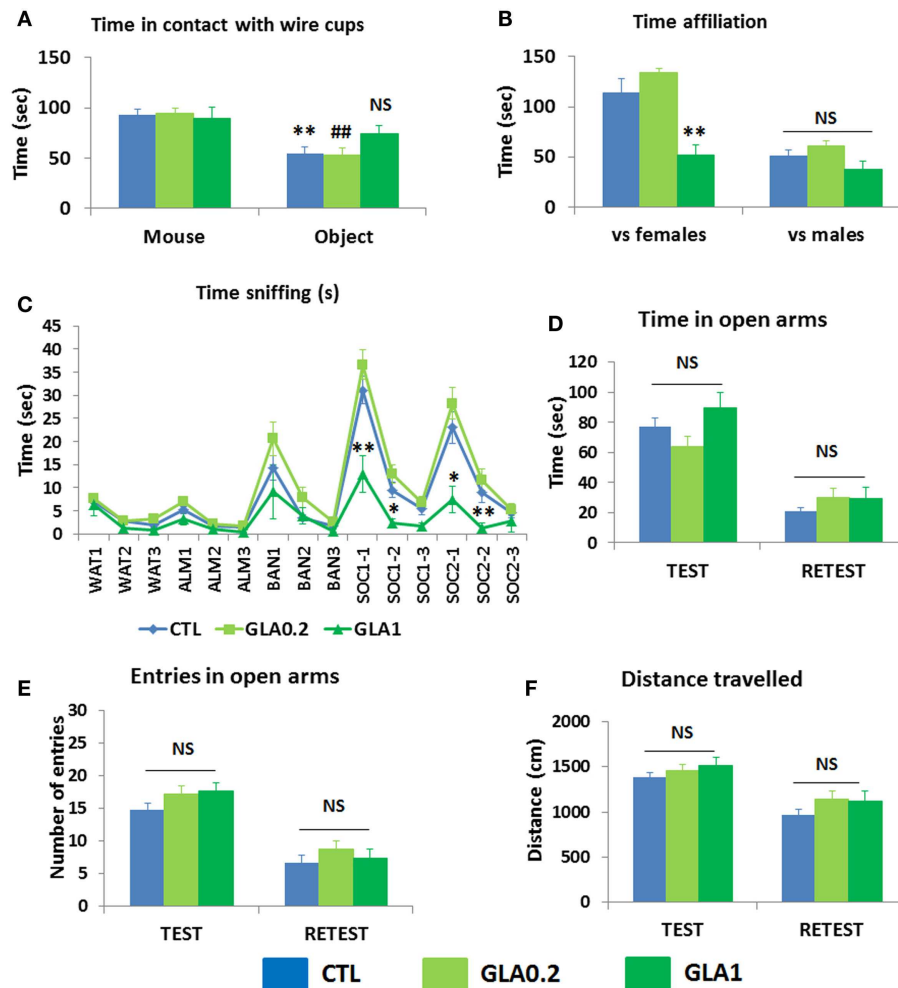 A
Time in contact with wire cups
Time (sec)
150
100
50
0
**
##
NS
Mouse
Object
B
Time affiliation
Time (sec)
150
100
50
0
**
NS
vs females
vs males
C
Time sniffing (s)
Time (sec)
45
40
35
30
25
20
15
10
5
0
**
*
*
**
WAT1
WAT2
WAT3
ALM1
ALM2
ALM3
BAN1
BAN2
BAN3
SOC1-1
SOC1-2
SOC1-3
SOC2-1
SOC2-2
SOC2-3
CTL
GLA0.2
GLA1
D
Time in open arms
Time (sec)
120
100
80
60
40
20
0
NS
NS
TEST
RETEST
E
Entries in open arms
Number of entries
30
25
20
15
10
5
0
NS
NS
TEST
RETEST
F
Distance travelled
Distance (cm)
2000
1500
1000
500
0
NS
NS
TEST
RETEST
CTL
GLA0.2
GLA1